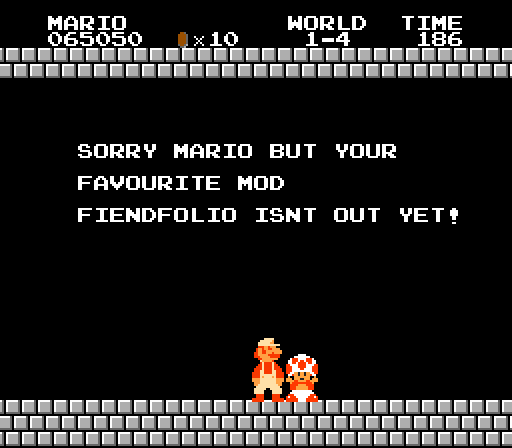 MARIO WORLD TIME
065050 ×10 1-4 186
SORRY MARIO BUT YOUR
FAVOURITE MOD
FIENDFOLIO ISNT OUT YET!